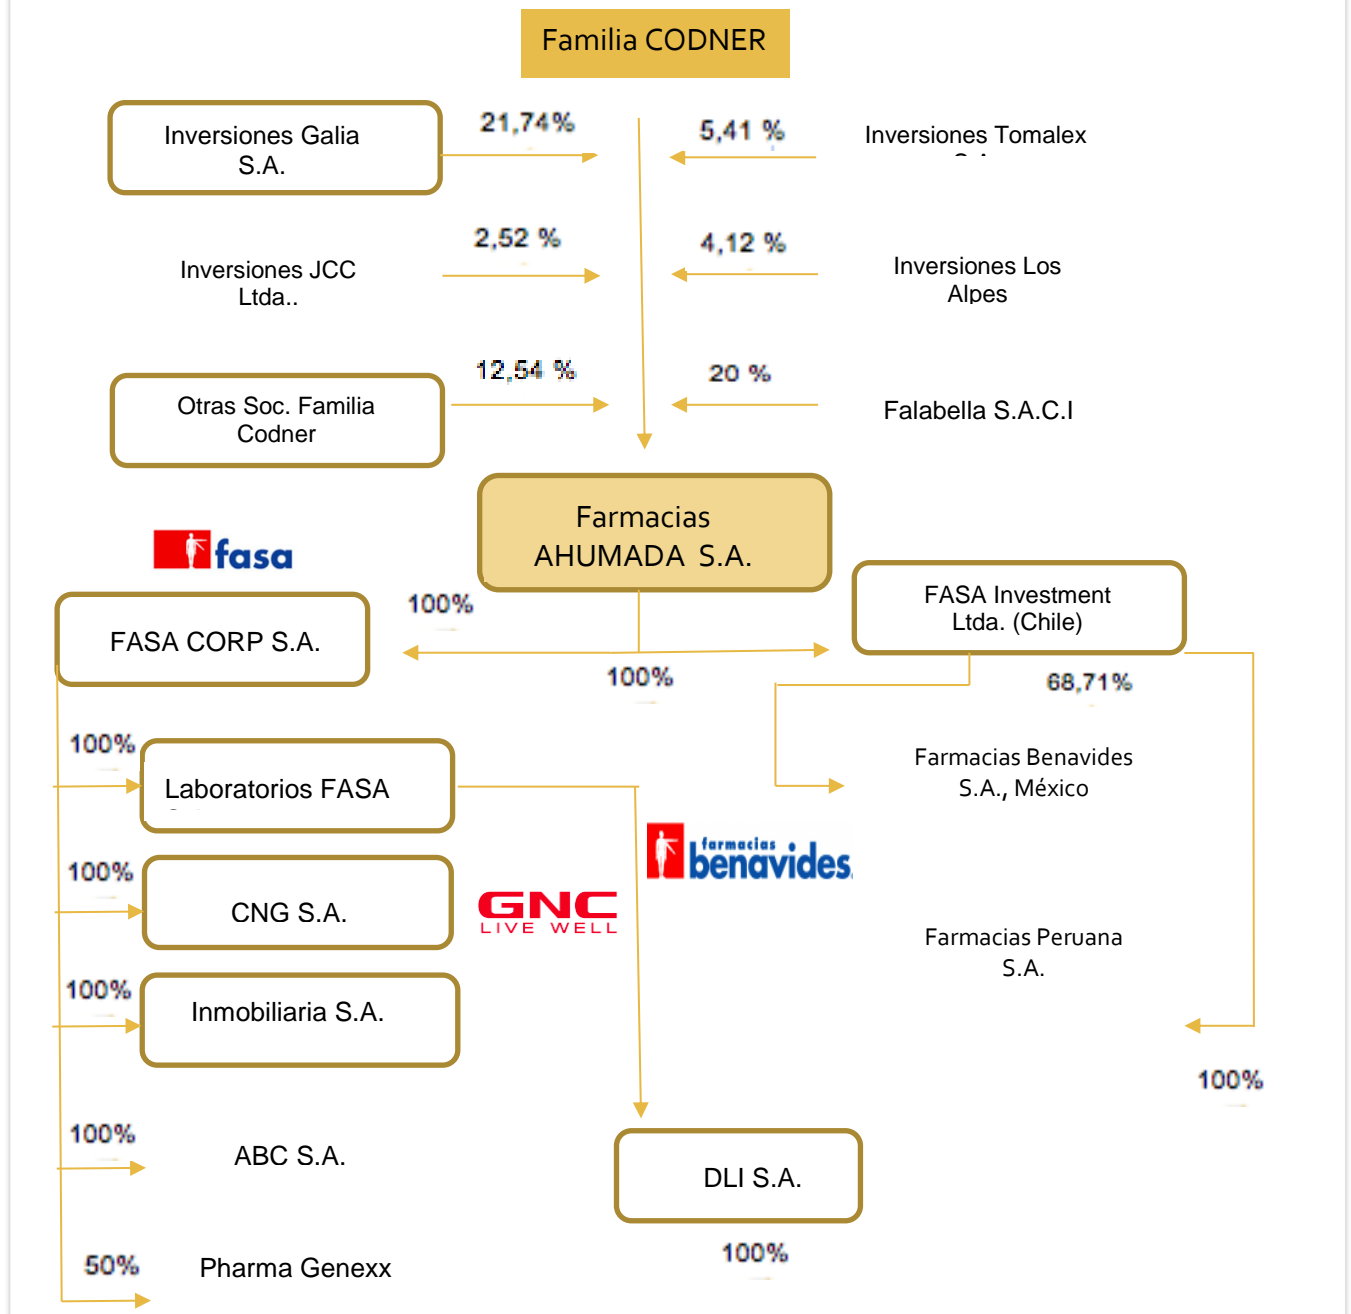 Familia CODNER
21,74%
5,41 %
Inversiones Galia
S.A.
Inversiones Tomalex
2,52 %
4,12 %
Inversiones JCC
Ltda..
Inversiones Los
Alpes
12,54 %
20 %
Otras Soc. Familia
Codner
Falabella S.A.C.I
Farmacias
AHUMADA S.A.
fasa
100%
FASA Investment
Ltda. (Chile)
FASA CORP S.A.
100%
68,71%
100%
Laboratorios FASA
Farmacias Benavides
S.A., México
farmacias
benavides
100%
CNG S.A.
GNC
LIVE WELL
Farmacias Peruana
S.A.
100%
Inmobiliaria S.A.
100%
100%
ABC S.A.
DLI S.A.
100%
50%
Pharma Genexx